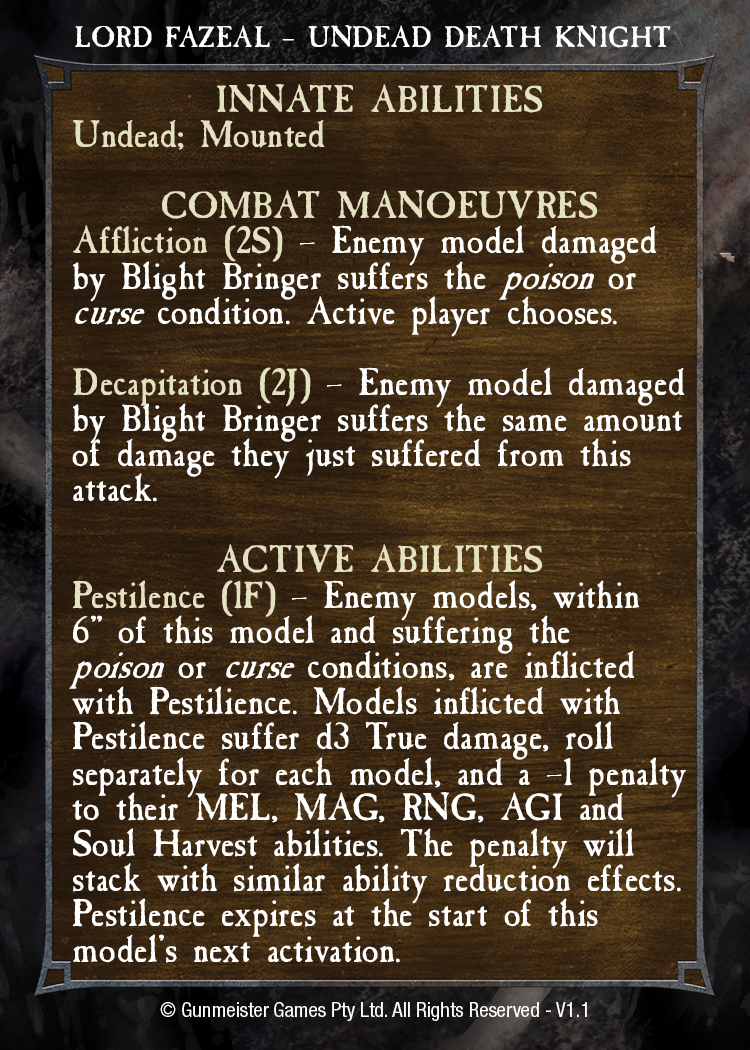 LORD FAZEAL – UNDEAD DEATH KNIGHT
INNATE ABILITIES
Undead; Mounted
COMBAT MANOEUVRES
Affliction (2S) – Enemy model damaged
by Blight Bringer suffers the poison or
curse condition. Active player chooses.
Decapitation (2J) – Enemy model damaged
by Blight Bringer suffers the same amount
of damage they just suffered from this
attack.
ACTIVE ABILITIES
Pestilence (1F) – Enemy models, within
6” of this model and suffering the
poison or curse conditions, are inflicted
with Pestilience. Models inflicted with
Pestilence suffer d3 True damage, roll
separately for each model, and a –1 penalty
to their MEL, MAG, RNG, AGI and
Soul Harvest abilities. The penalty will
stack with similar ability reduction effects.
Pestilence expires at the start of this
model's next activation.
© Gunmeister Games Pty Ltd. All Rights Reserved - V1.1